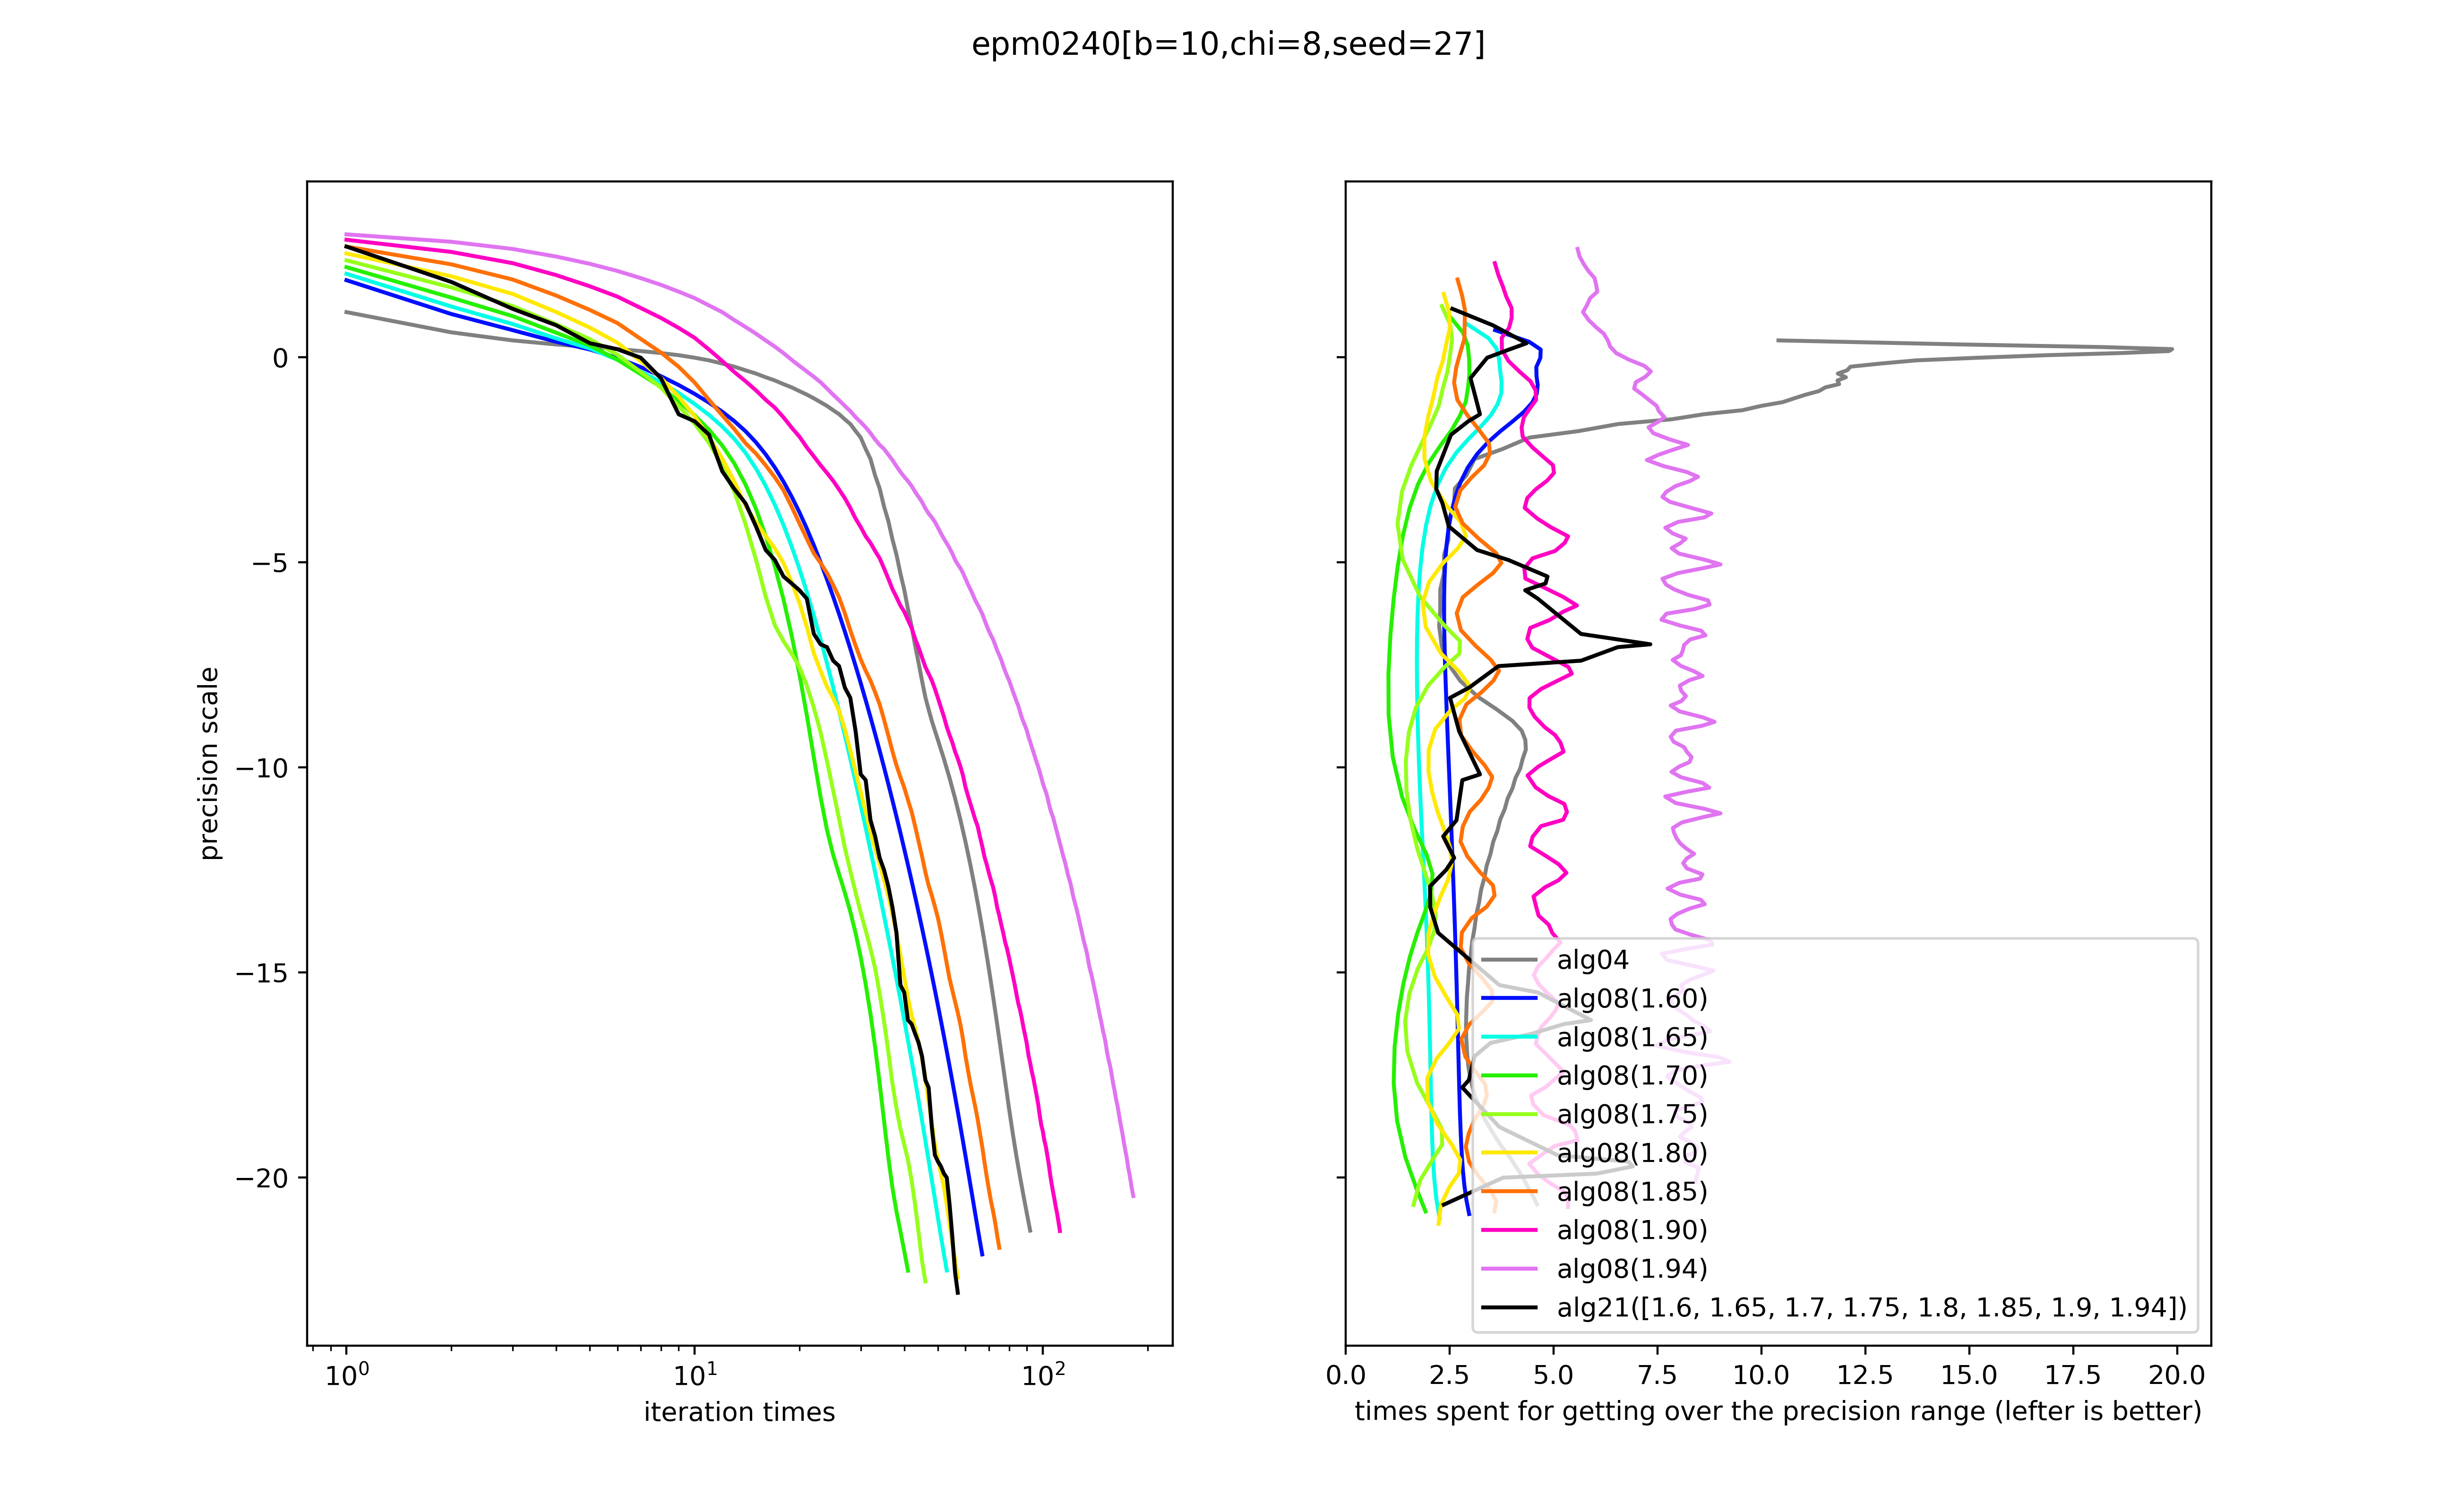 epm0240[b=10,chi=8,seed=27]
precision scale
0
−5
−10
−15
−20
10⁰ 10¹ 10²
iteration times
0.0 2.5 5.0 7.5 10.0 12.5 15.0 17.5 20.0
times spent for getting over the precision range (lefter is better)
alg04
alg08(1.60)
alg08(1.65)
alg08(1.70)
alg08(1.75)
alg08(1.80)
alg08(1.85)
alg08(1.90)
alg08(1.94)
alg21([1.6, 1.65, 1.7, 1.75, 1.8, 1.85, 1.9, 1.94])